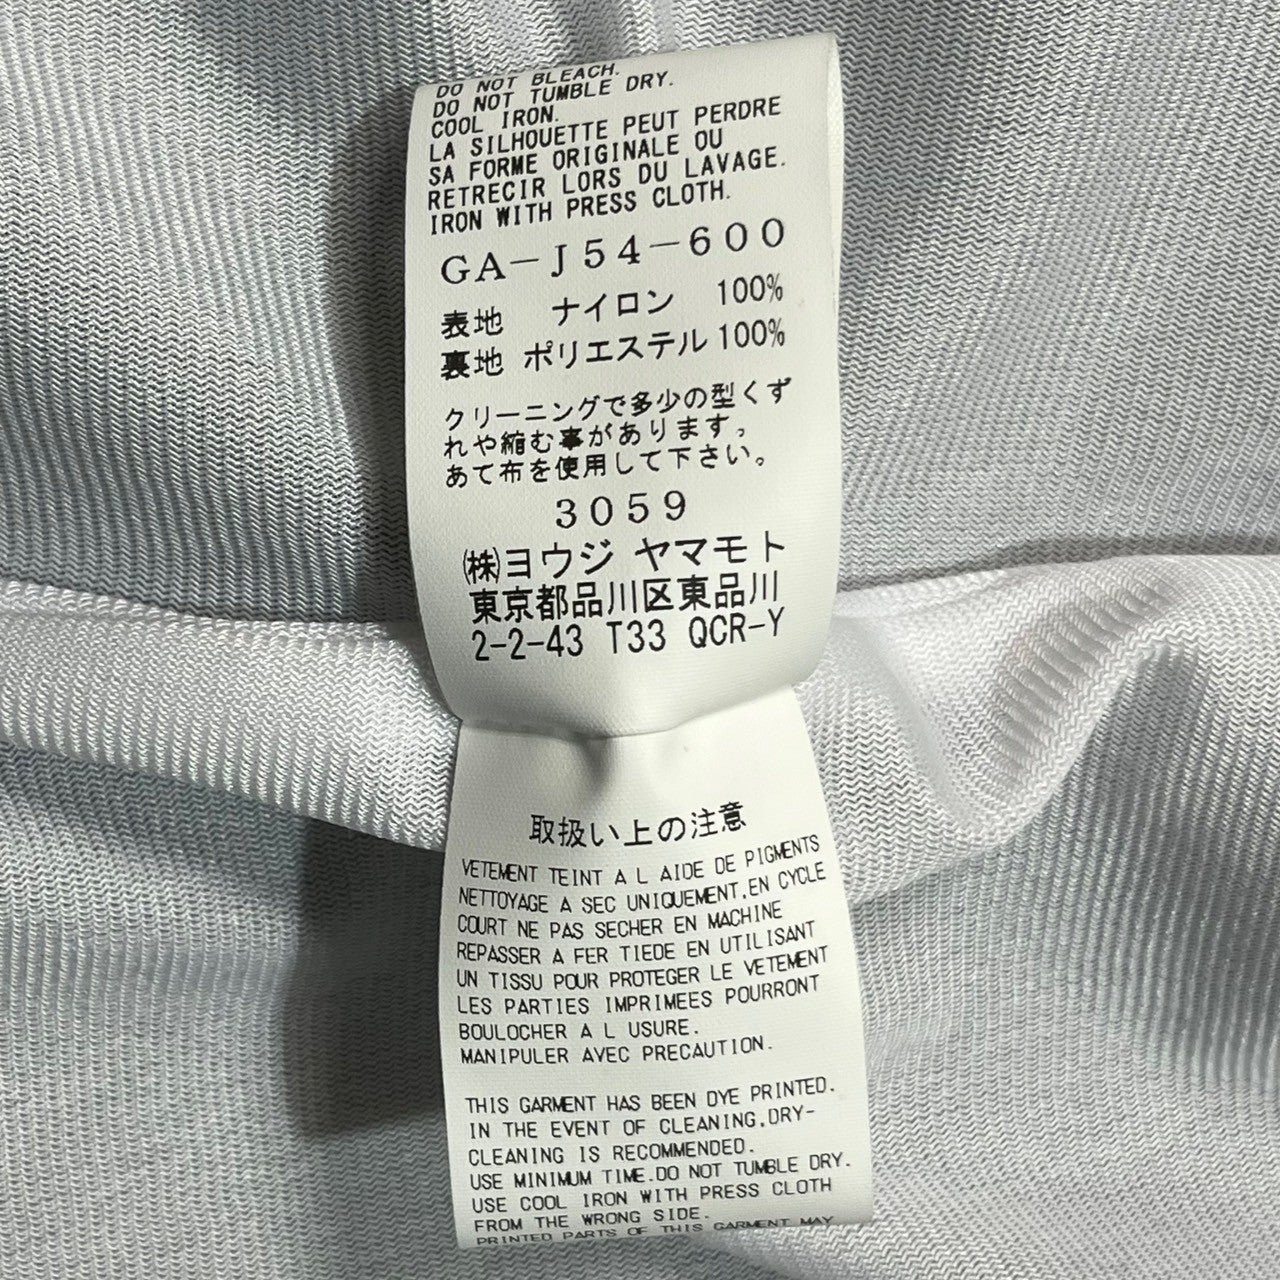 DO NOT BLEACH.
DO NOT TUMBLE DRY.
COOL IRON.
LA SILHOUETTE PEUT PERDRE
SA FORME ORIGINALE OU
RETRECIR LORS DU LAVAGE.
IRON WITH PRESS CLOTH.
GA-J54-600
表地 ナイロン 100%
裏地 ポリエステル 100%
クリーニングで多少の型くず
れや縮む事があります。
あて布を使用して下さい。
3059
㈱ヨウジ ヤマモト
東京都品川区東品川
2-2-43 T33 QCR-Y
取扱い上の注意
VETEMENT TEINT A L AIDE DE PIGMENTS
NETTOYAGE A SEC UNIQUEMENT,EN CYCLE
COURT NE PAS SECHER EN MACHINE
REPASSER A FER TIEDE EN UTILISANT
UN TISSU POUR PROTEGER LE VETEMENT
LES PARTIES IMPRIMEES POURRONT
BOULOCHER A L USURE.
MANIPULER AVEC PRECAUTION.
THIS GARMENT HAS BEEN DYE PRINTED.
IN THE EVENT OF CLEANING,DRY-
CLEANING IS RECOMMENDED.
USE MINIMUM TIME.DO NOT TUMBLE DRY.
USE COOL IRON WITH PRESS CLOTH
FROM THE WRONG SIDE.
PRINTED PARTS OF THIS GARMENT MAY